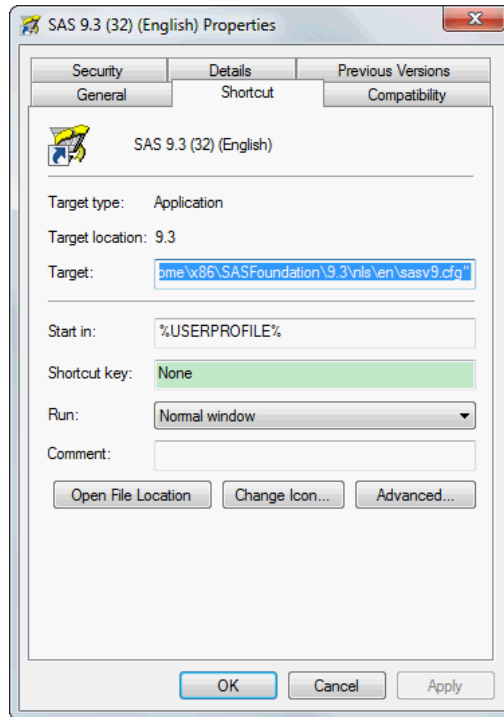 SAS 9.3 (32) (English) Properties
Security Details Previous Versions
General Shortcut Compatibility
SAS 9.3 (32) (English)
Target type: Application
Target location: 9.3
Target: ome\x86\SASFoundation\9.3\nls\en\sasv9.cfg"
Start in: %USERPROFILE%
Shortcut key: None
Run: Normal window
Comment:
Open File Location Change Icon... Advanced...
OK Cancel Apply